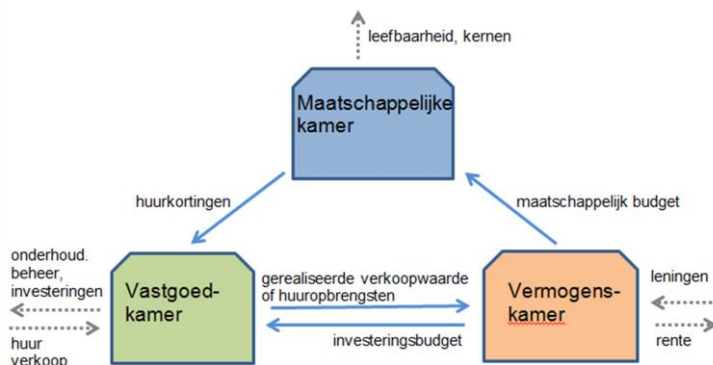 leefbaarheid, kernen
Maatschappelijke
kamer
huurkortingen
maatschappelijk budget
onderhoud.
beheer,
investeringen
huur
verkoop
Vastgoed-
kamer
gerealiseerde verkoopwaarde
of huuropbrengsten
investeringsbudget
Vermogens-
kamer
leningen
rente